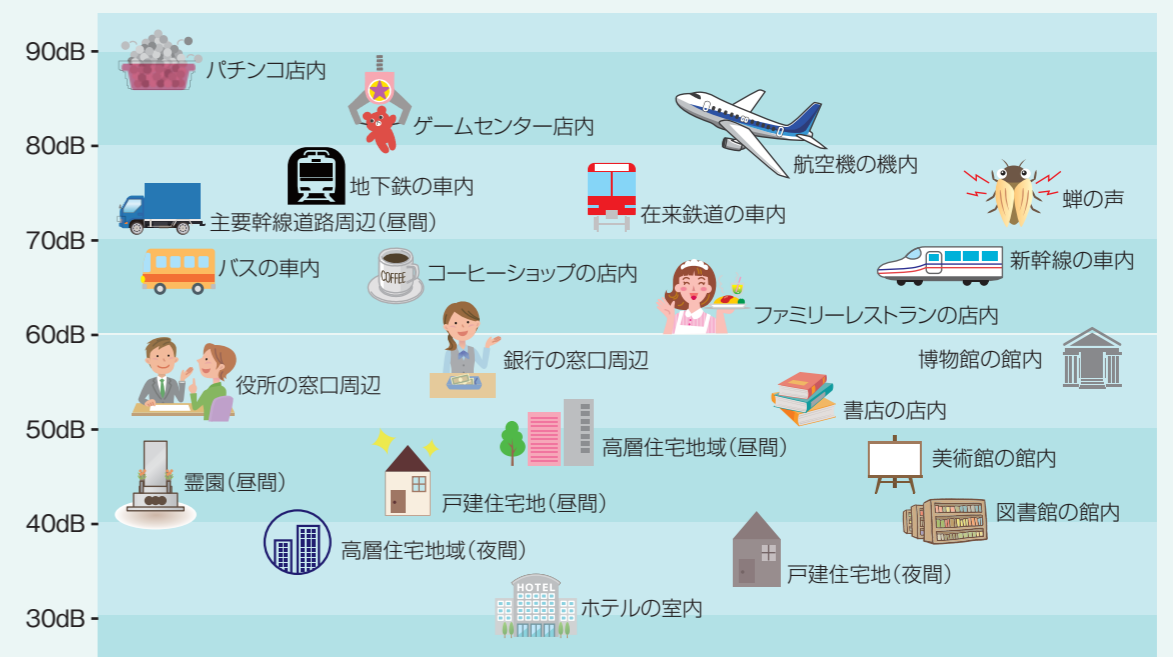 90dB
パチンコ店内
ゲームセンター店内
80dB
航空機の機内
地下鉄の車内
蝉の声
在来鉄道の車内
主要幹線道路周辺(昼間)
70dB
バスの車内
コーヒーショップの店内
COFFEE
新幹線の車内
ファミリーレストランの店内
60dB
銀行の窓口周辺
博物館の館内
役所の窓口周辺
書店の店内
50dB
高層住宅地域(昼間)
美術館の館内
霊園(昼間)
戸建住宅地(昼間)
図書館の館内
40dB
高層住宅地域(夜間)
戸建住宅地(夜間)
HOTEL
ホテルの室内
30dB